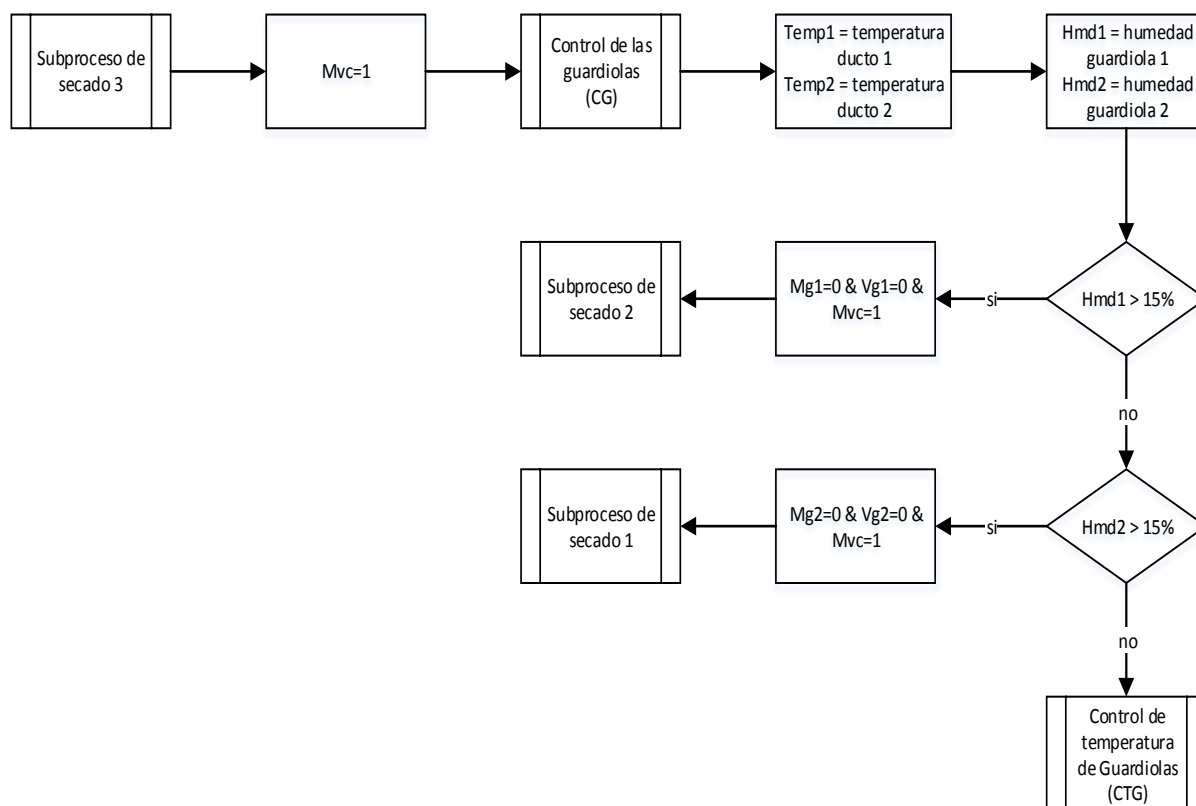 Subproceso de
secado 3
Mvc=1
Control de las
guardiolas
(CG)
Temp1 = temperatura
ducto 1
Temp2 = temperatura
ducto 2
Hmd1 = humedad
guardiola 1
Hmd2 = humedad
guardiola 2
Subproceso de
secado 2
Mg1=0 & Vg1=0 &
Mvc=1
si
Hmd1 > 15%
no
Subproceso de
secado 1
Mg2=0 & Vg2=0 &
Mvc=1
si
Hmd2 > 15%
no
Control de
temperatura
de Guardiolas
(CTG)